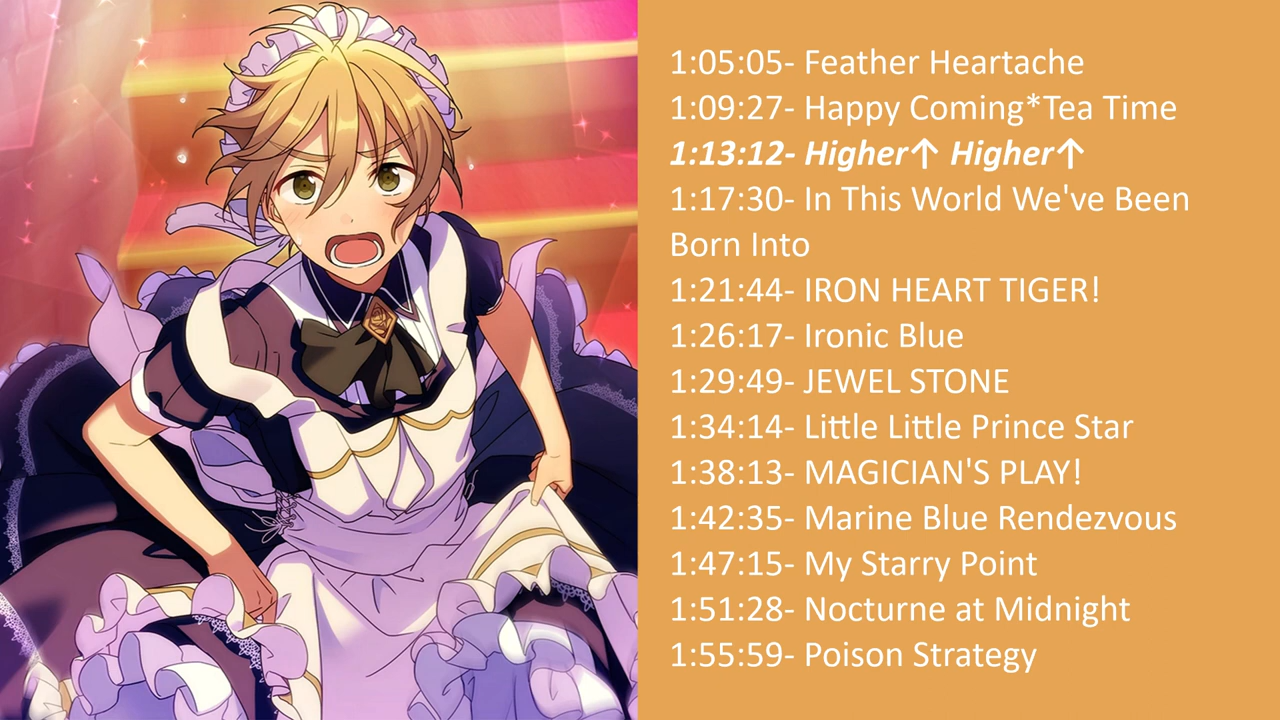 1:05:05- Feather Heartache
1:09:27- Happy Coming*Tea Time
1:13:12- Higher↑ Higher↑
1:17:30- In This World We've Been
Born Into
1:21:44- IRON HEART TIGER!
1:26:17- Ironic Blue
1:29:49- JEWEL STONE
1:34:14- Little Little Prince Star
1:38:13- MAGICIAN'S PLAY!
1:42:35- Marine Blue Rendezvous
1:47:15- My Starry Point
1:51:28- Nocturne at Midnight
1:55:59- Poison Strategy